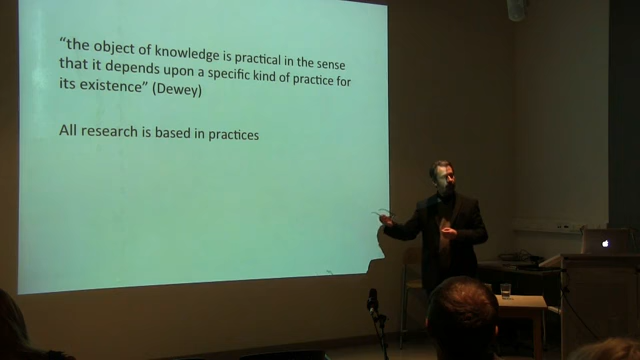 “the object of knowledge is practical in the sense
that it depends upon a specific kind of practice for
its existence” (Dewey)
All research is based in practices